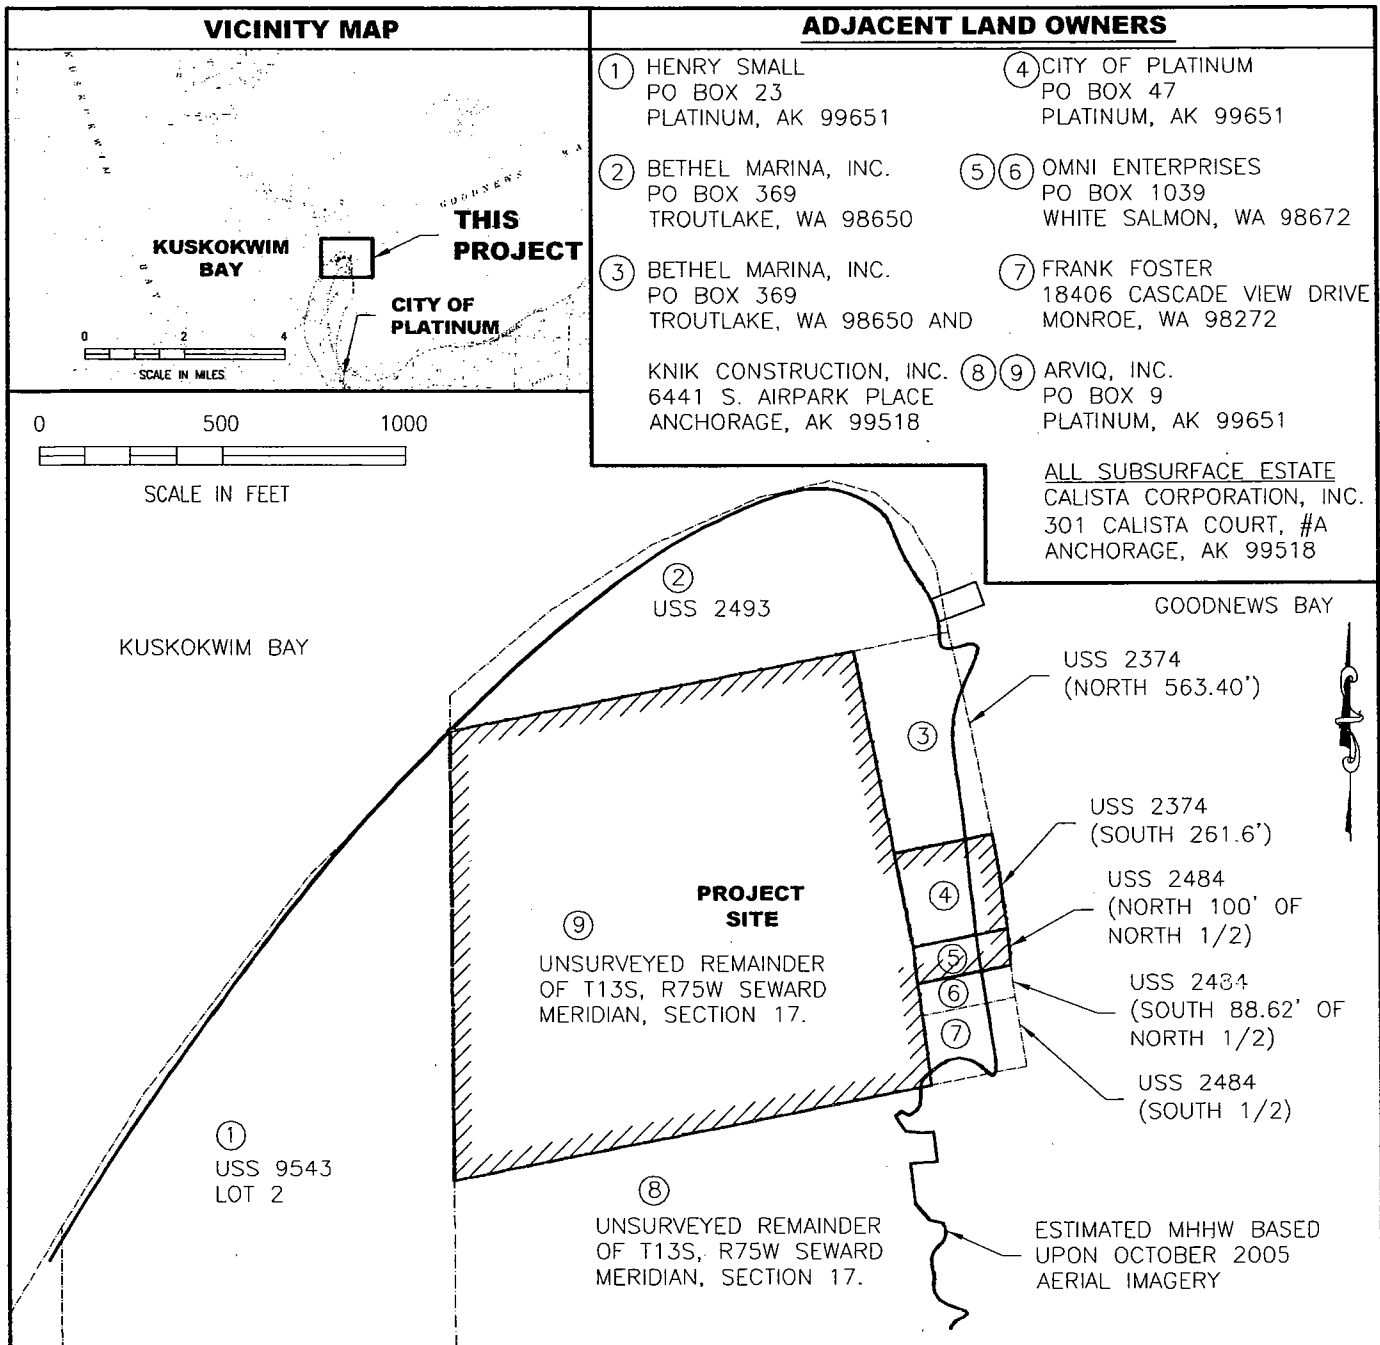 VICINITY MAP
KUSKOKWIM
BAY
GOODNEWS
BA
THIS
PROJECT
KUSKOKWIM
BAY
CITY OF
PLATINUM
0 2 4
SCALE IN MILES
ADJACENT LAND OWNERS
1 HENRY SMALL
PO BOX 23
PLATINUM, AK 99651
2 BETHEL MARINA, INC.
PO BOX 369
TROUTLAKE, WA 98650
3 BETHEL MARINA, INC.
PO BOX 369
TROUTLAKE, WA 98650 AND
KNIK CONSTRUCTION, INC.
6441 S. AIRPARK PLACE
ANCHORAGE, AK 99518
4 CITY OF PLATINUM
PO BOX 47
PLATINUM, AK 99651
5 6 OMNI ENTERPRISES
PO BOX 1039
WHITE SALMON, WA 98672
7 FRANK FOSTER
18406 CASCADE VIEW DRIVE
MONROE, WA 98272
8 9 ARVIQ, INC.
PO BOX 9
PLATINUM, AK 99651
ALL SUBSURFACE ESTATE
CALISTA CORPORATION, INC.
301 CALISTA COURT, #A
ANCHORAGE, AK 99518
0 500 1000
SCALE IN FEET
2
USS 2493
GOODNEWS BAY
KUSKOKWIM BAY
USS 2374
(NORTH 563.40')
3
USS 2374
(SOUTH 261.6')
4
USS 2484
(NORTH 100' OF
NORTH 1/2)
PROJECT
SITE
9
UNSURVEYED REMAINDER
OF T13S, R75W SEWARD
MERIDIAN, SECTION 17.
5
6
USS 2484
(SOUTH 88.62' OF
NORTH 1/2)
7
USS 2484
(SOUTH 1/2)
1
USS 9543
LOT 2
8
UNSURVEYED REMAINDER
OF T13S, R75W SEWARD
MERIDIAN, SECTION 17.
ESTIMATED MHHW BASED
UPON OCTOBER 2005
AERIAL IMAGERY